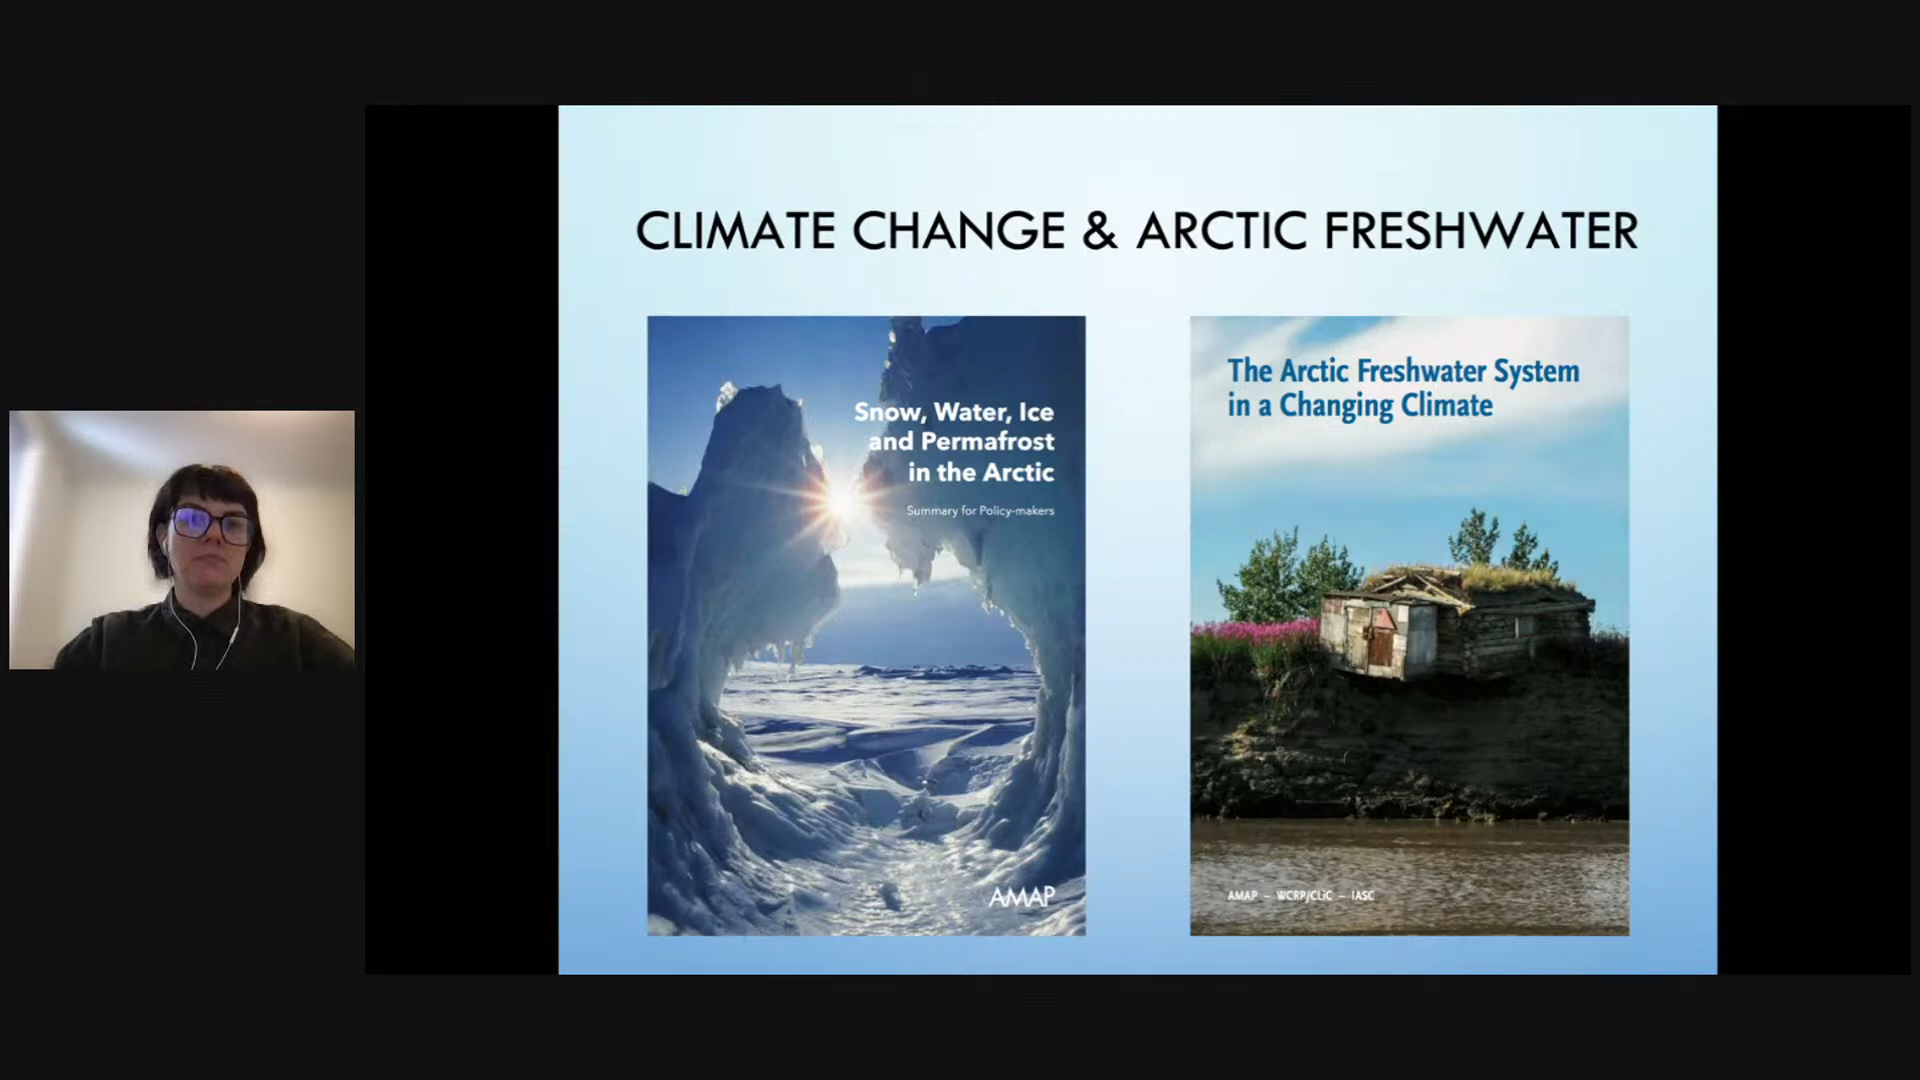 CLIMATE CHANGE & ARCTIC FRESHWATER
Snow, Water, Ice
and Permafrost
in the Arctic
Summary for Policy-makers
AMAP
The Arctic Freshwater System
in a Changing Climate
AMAP – WCRP/CliC – IASC